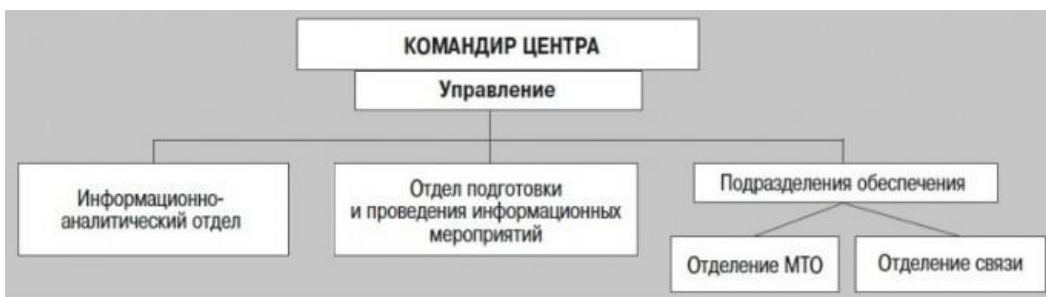 КОМАНДИР ЦЕНТРА
Управление
Информационно-
аналитический отдел
Отдел подготовки
и проведения информационных
мероприятий
Подразделения обеспечения
Отделение МТО
Отделение связи